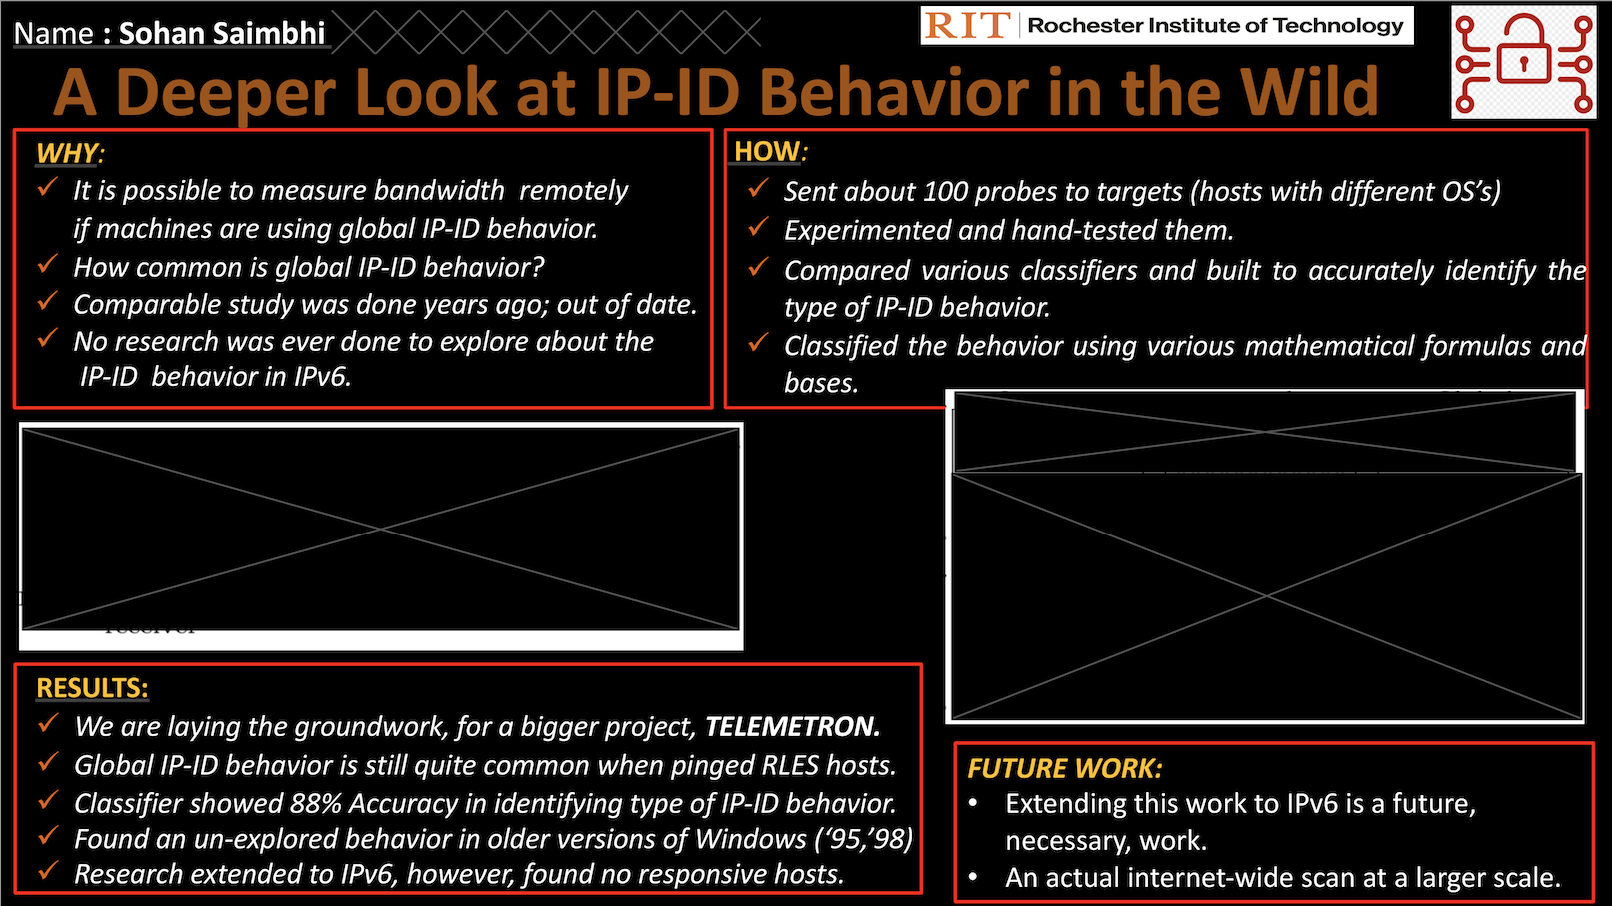 Name : Sohan Saimbhi
RIT Rochester Institute of Technology
A Deeper Look at IP-ID Behavior in the Wild
WHY:
✓ It is possible to measure bandwidth remotely
if machines are using global IP-ID behavior.
✓ How common is global IP-ID behavior?
✓ Comparable study was done years ago; out of date.
✓ No research was ever done to explore about the
IP-ID behavior in IPv6.
HOW:
✓ Sent about 100 probes to targets (hosts with different OS's)
✓ Experimented and hand-tested them.
✓ Compared various classifiers and built to accurately identify the
type of IP-ID behavior.
✓ Classified the behavior using various mathematical formulas and
bases.
RESULTS:
✓ We are laying the groundwork, for a bigger project, TELEMETRON.
✓ Global IP-ID behavior is still quite common when pinged RLES hosts.
✓ Classifier showed 88% Accuracy in identifying type of IP-ID behavior.
✓ Found an un-explored behavior in older versions of Windows ('95,'98)
✓ Research extended to IPv6, however, found no responsive hosts.
FUTURE WORK:
• Extending this work to IPv6 is a future,
necessary, work.
• An actual internet-wide scan at a larger scale.